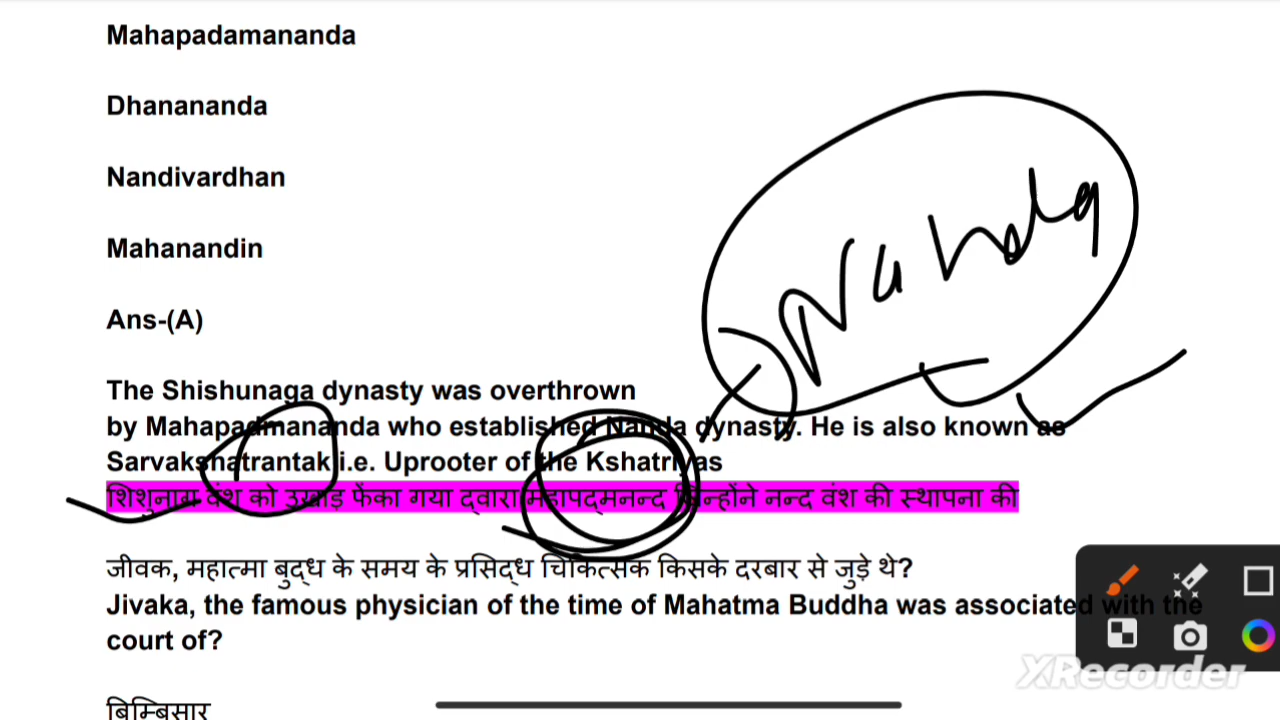 Mahapadamananda
Dhanananda
Nandivardhan
Mahanandin
Ans-(A)
The Shishunaga dynasty was overthrown
by Mahapadmananda who established Nanda dynasty. He is also known as
Sarvakshatrantak i.e. Uprooter of the Kshatriyas
शिशुनाग वंश को उखाड़ फेंका गया द्वारा महापद्मनन्द जिन्होंने नन्द वंश की स्थापना की
जीवक, महात्मा बुद्ध के समय के प्रसिद्ध चिकित्सक किसके दरबार से जुड़े थे?
Jivaka, the famous physician of the time of Mahatma Buddha was associated with the
court of?
बिम्बिसार
XRecorder